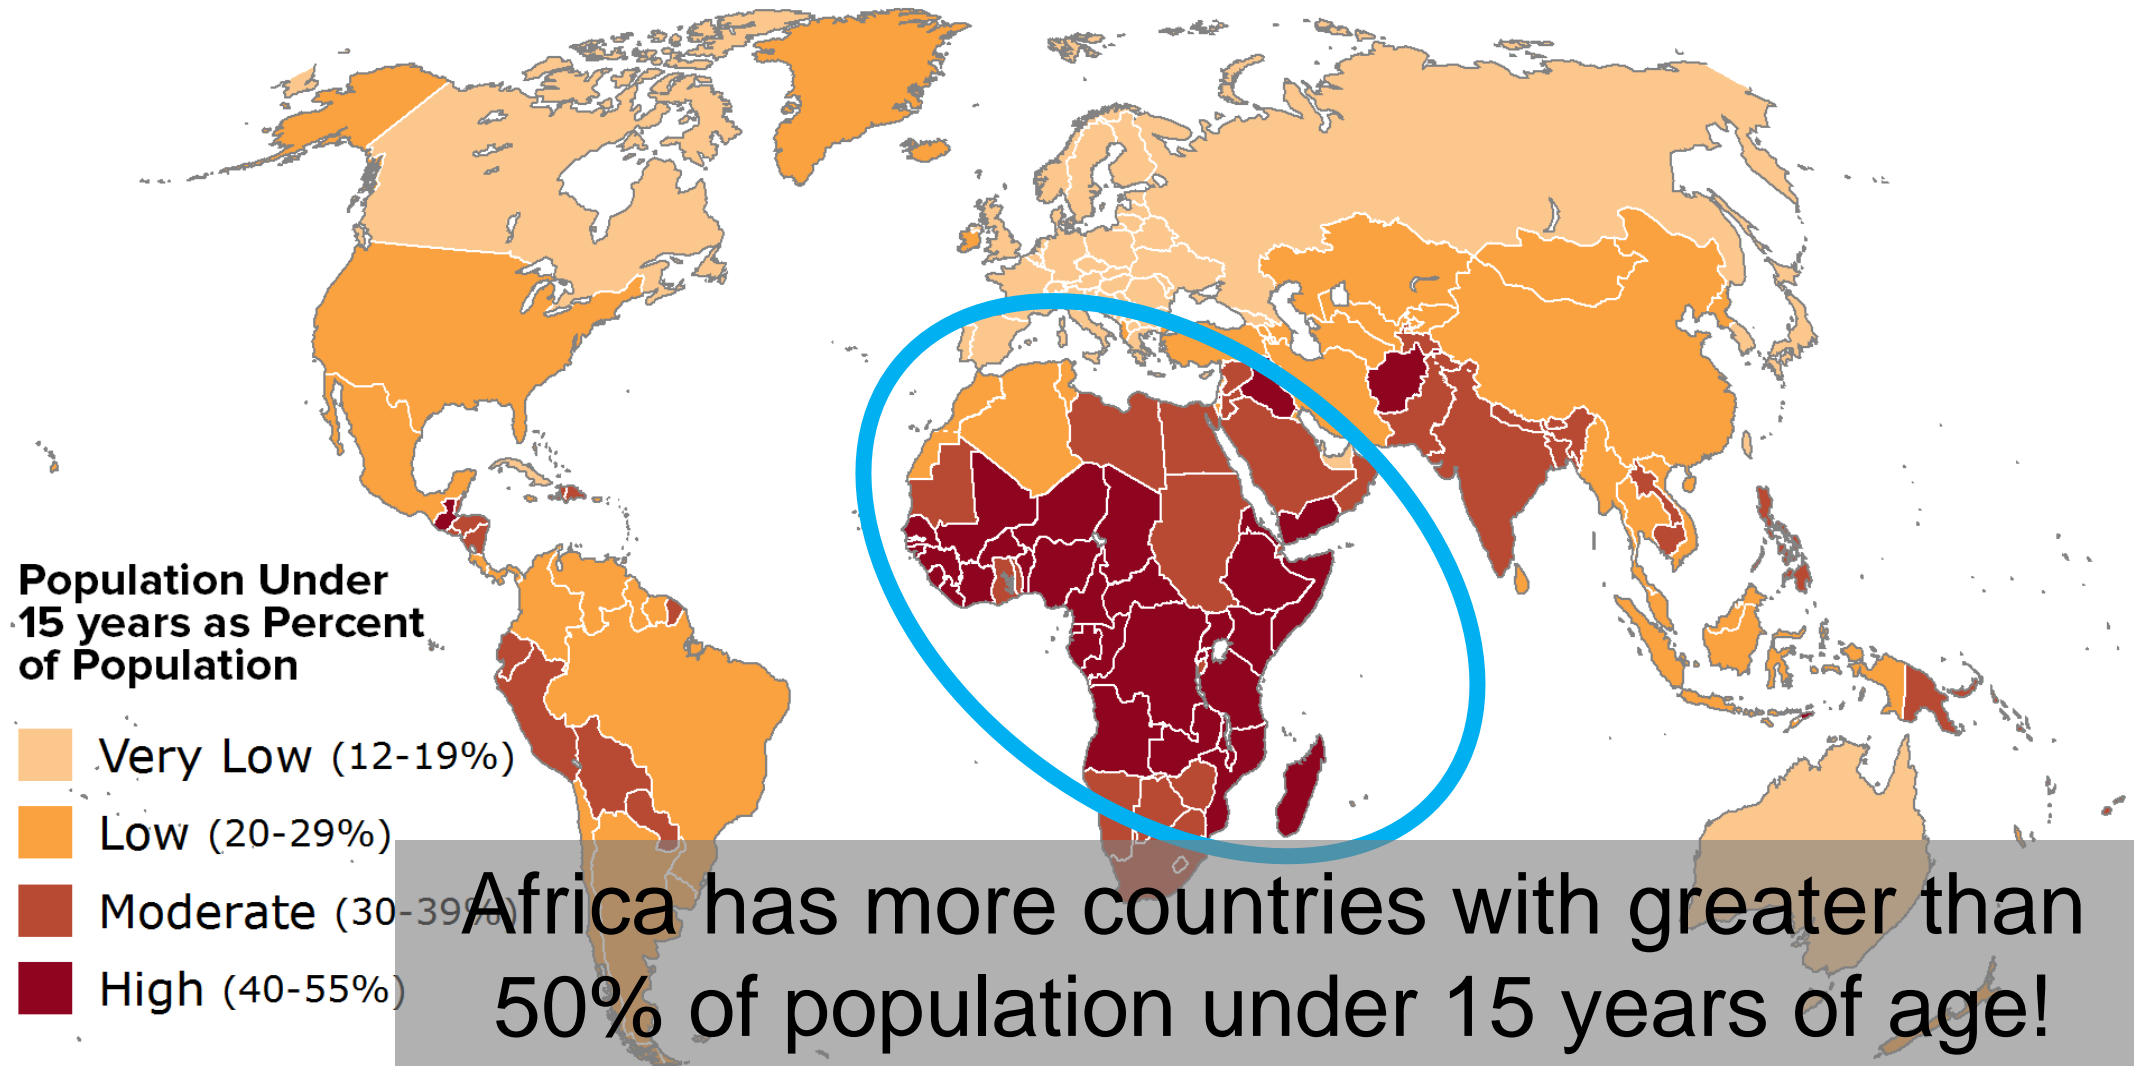 Population Under
15 years as Percent
of Population
Very Low (12-19%)
Low (20-29%)
Moderate (30-39%)
High (40-55%)
Africa has more countries with greater than
50% of population under 15 years of age!